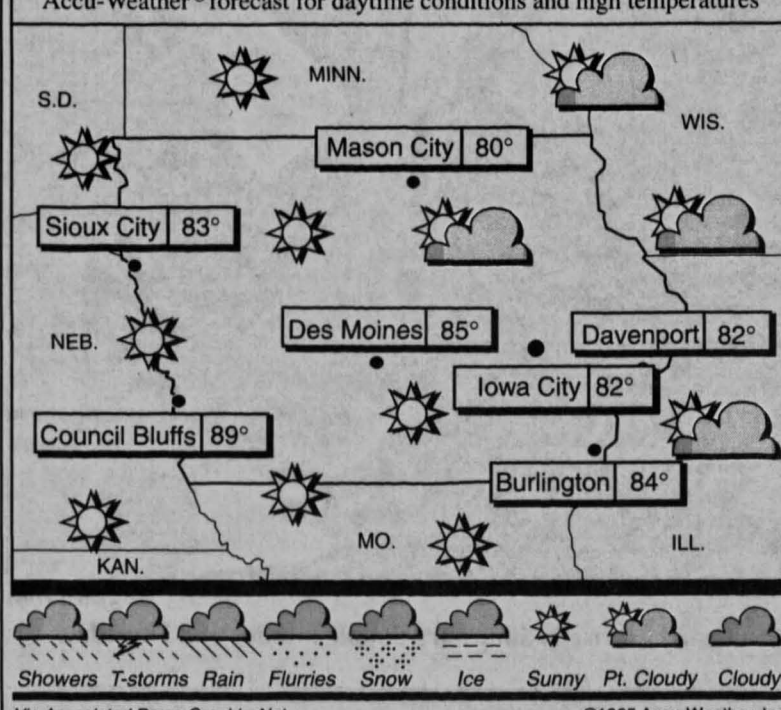 Accu-Weather® forecast for daytime conditions and high temperatures
MINN.
S.D.
WIS.
Mason City 80°
Sioux City 83°
Des Moines 85°
Davenport 82°
NEB.
Iowa City 82°
Council Bluffs 89°
Burlington 84°
MO.
ILL.
KAN.
Showers T-storms Rain Flurries Snow Ice Sunny Pt. Cloudy Cloudy